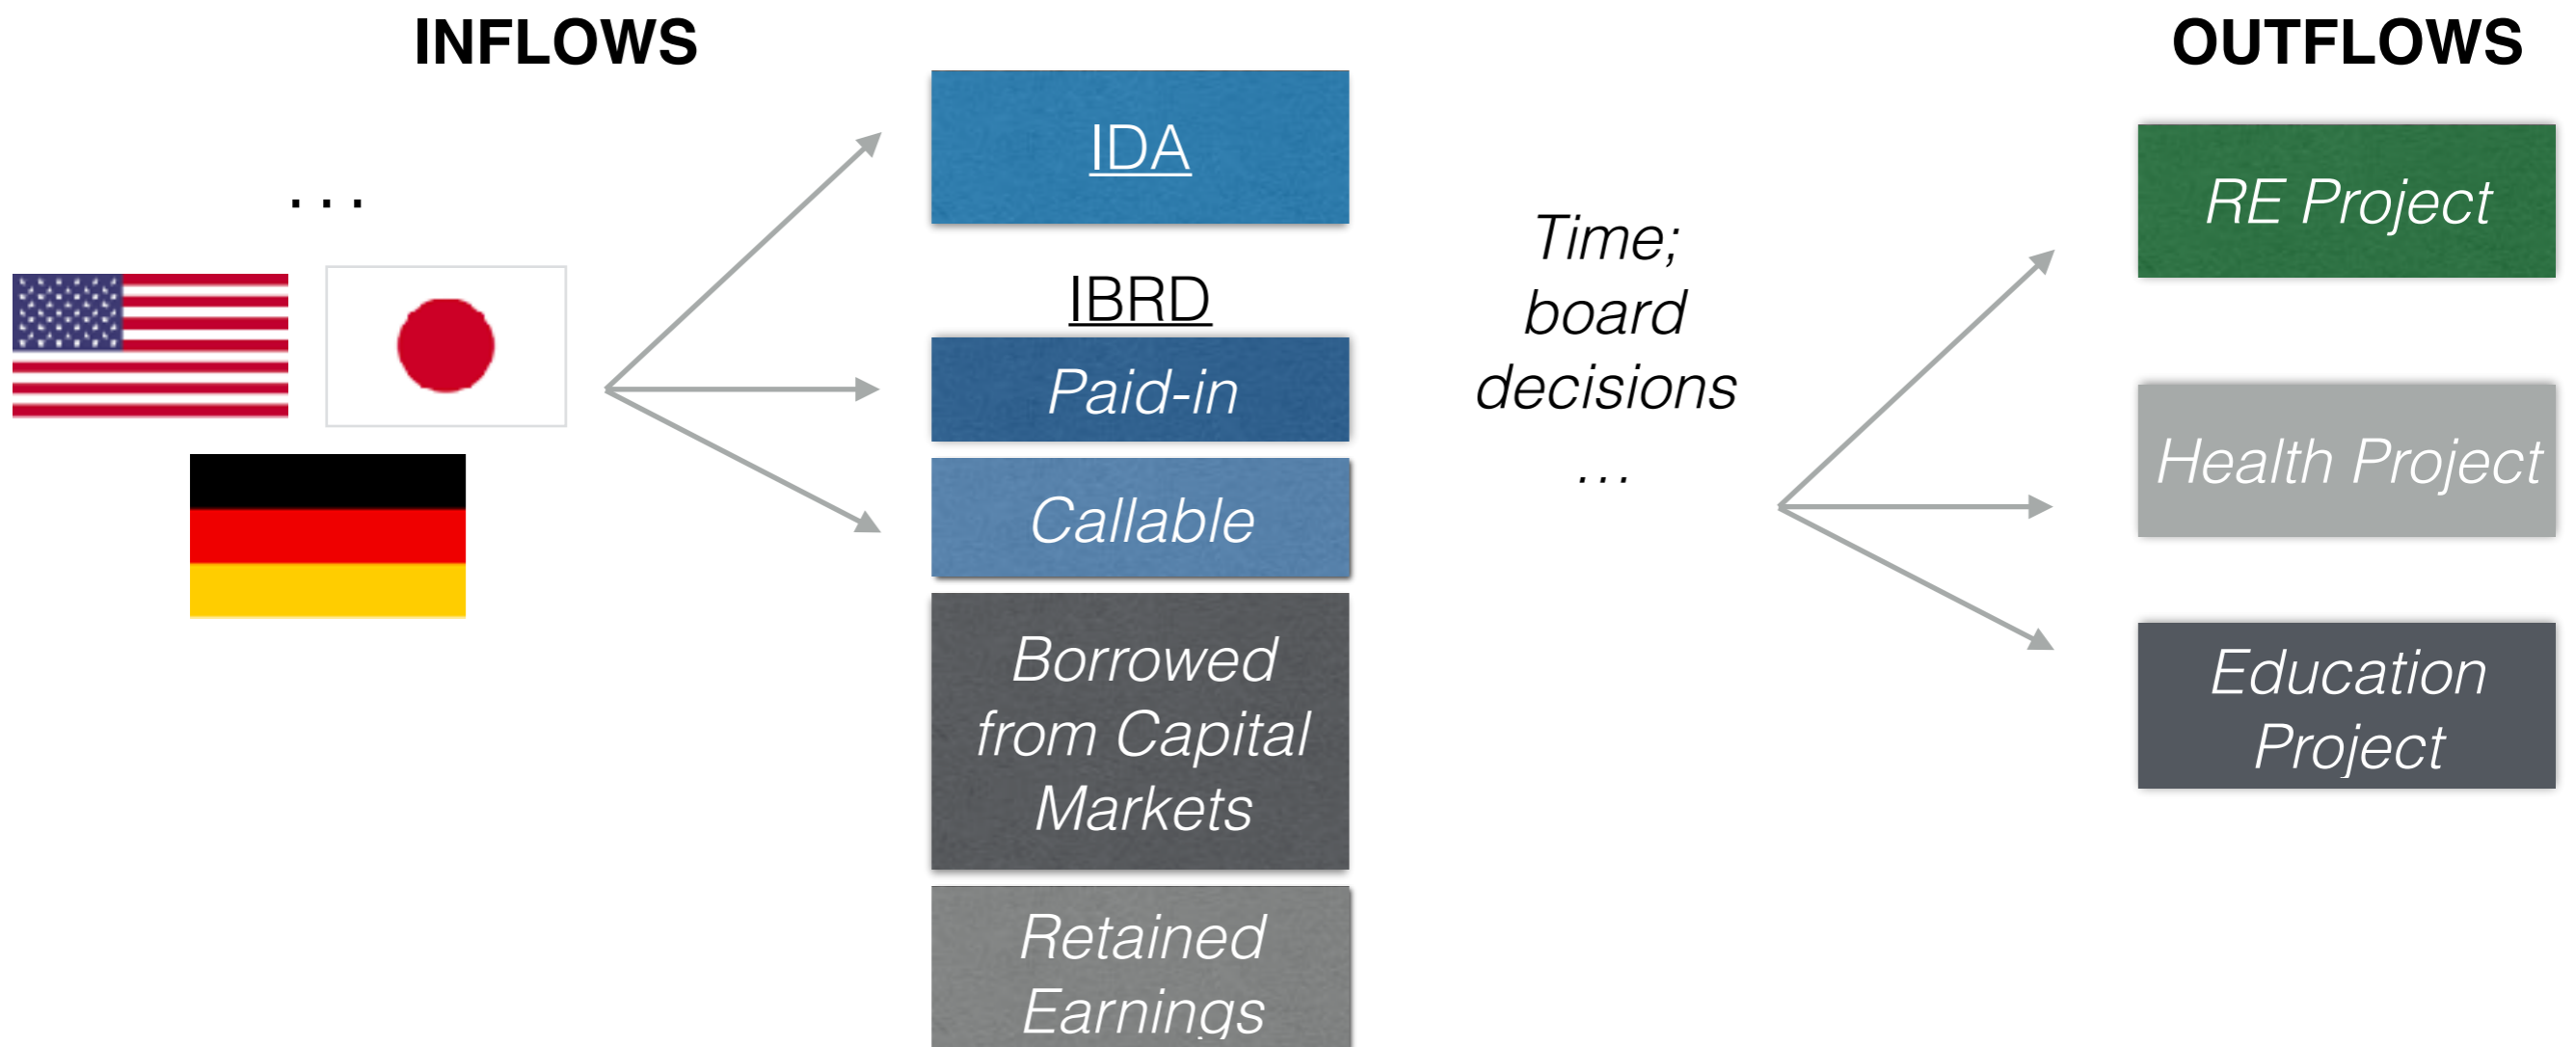 INFLOWS
OUTFLOWS
...
IDA
IBRD
Paid-in
Callable
Borrowed
from Capital
Markets
Retained
Earnings
Time;
board
decisions
...
RE Project
Health Project
Education
Project